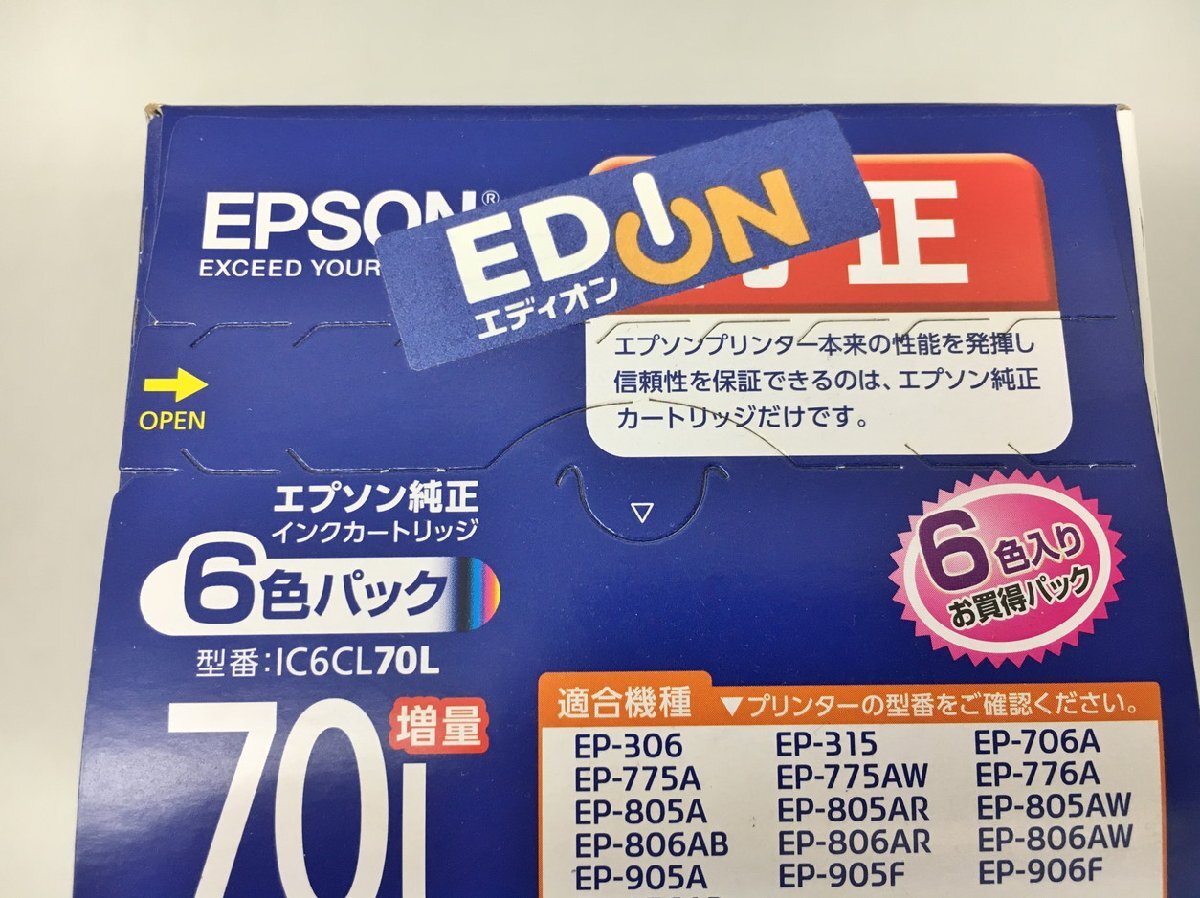 EPSON®
EXCEED YOUR
EDION
エディオン
正
エプソンプリンター本来の性能を発揮し
信頼性を保証できるのは、エプソン純正
カートリッジだけです。
OPEN
エプソン純正
インクカートリッジ
6色パック
型番:IC6CL70L
70L
増量
6色入り
お買得パック
適合機種 ▼プリンターの型番をご確認ください。
EP-306 EP-315 EP-706A
EP-775A EP-775AW EP-776A
EP-805A EP-805AR EP-805AW
EP-806AB EP-806AR EP-806AW
EP-905A EP-905F EP-906F